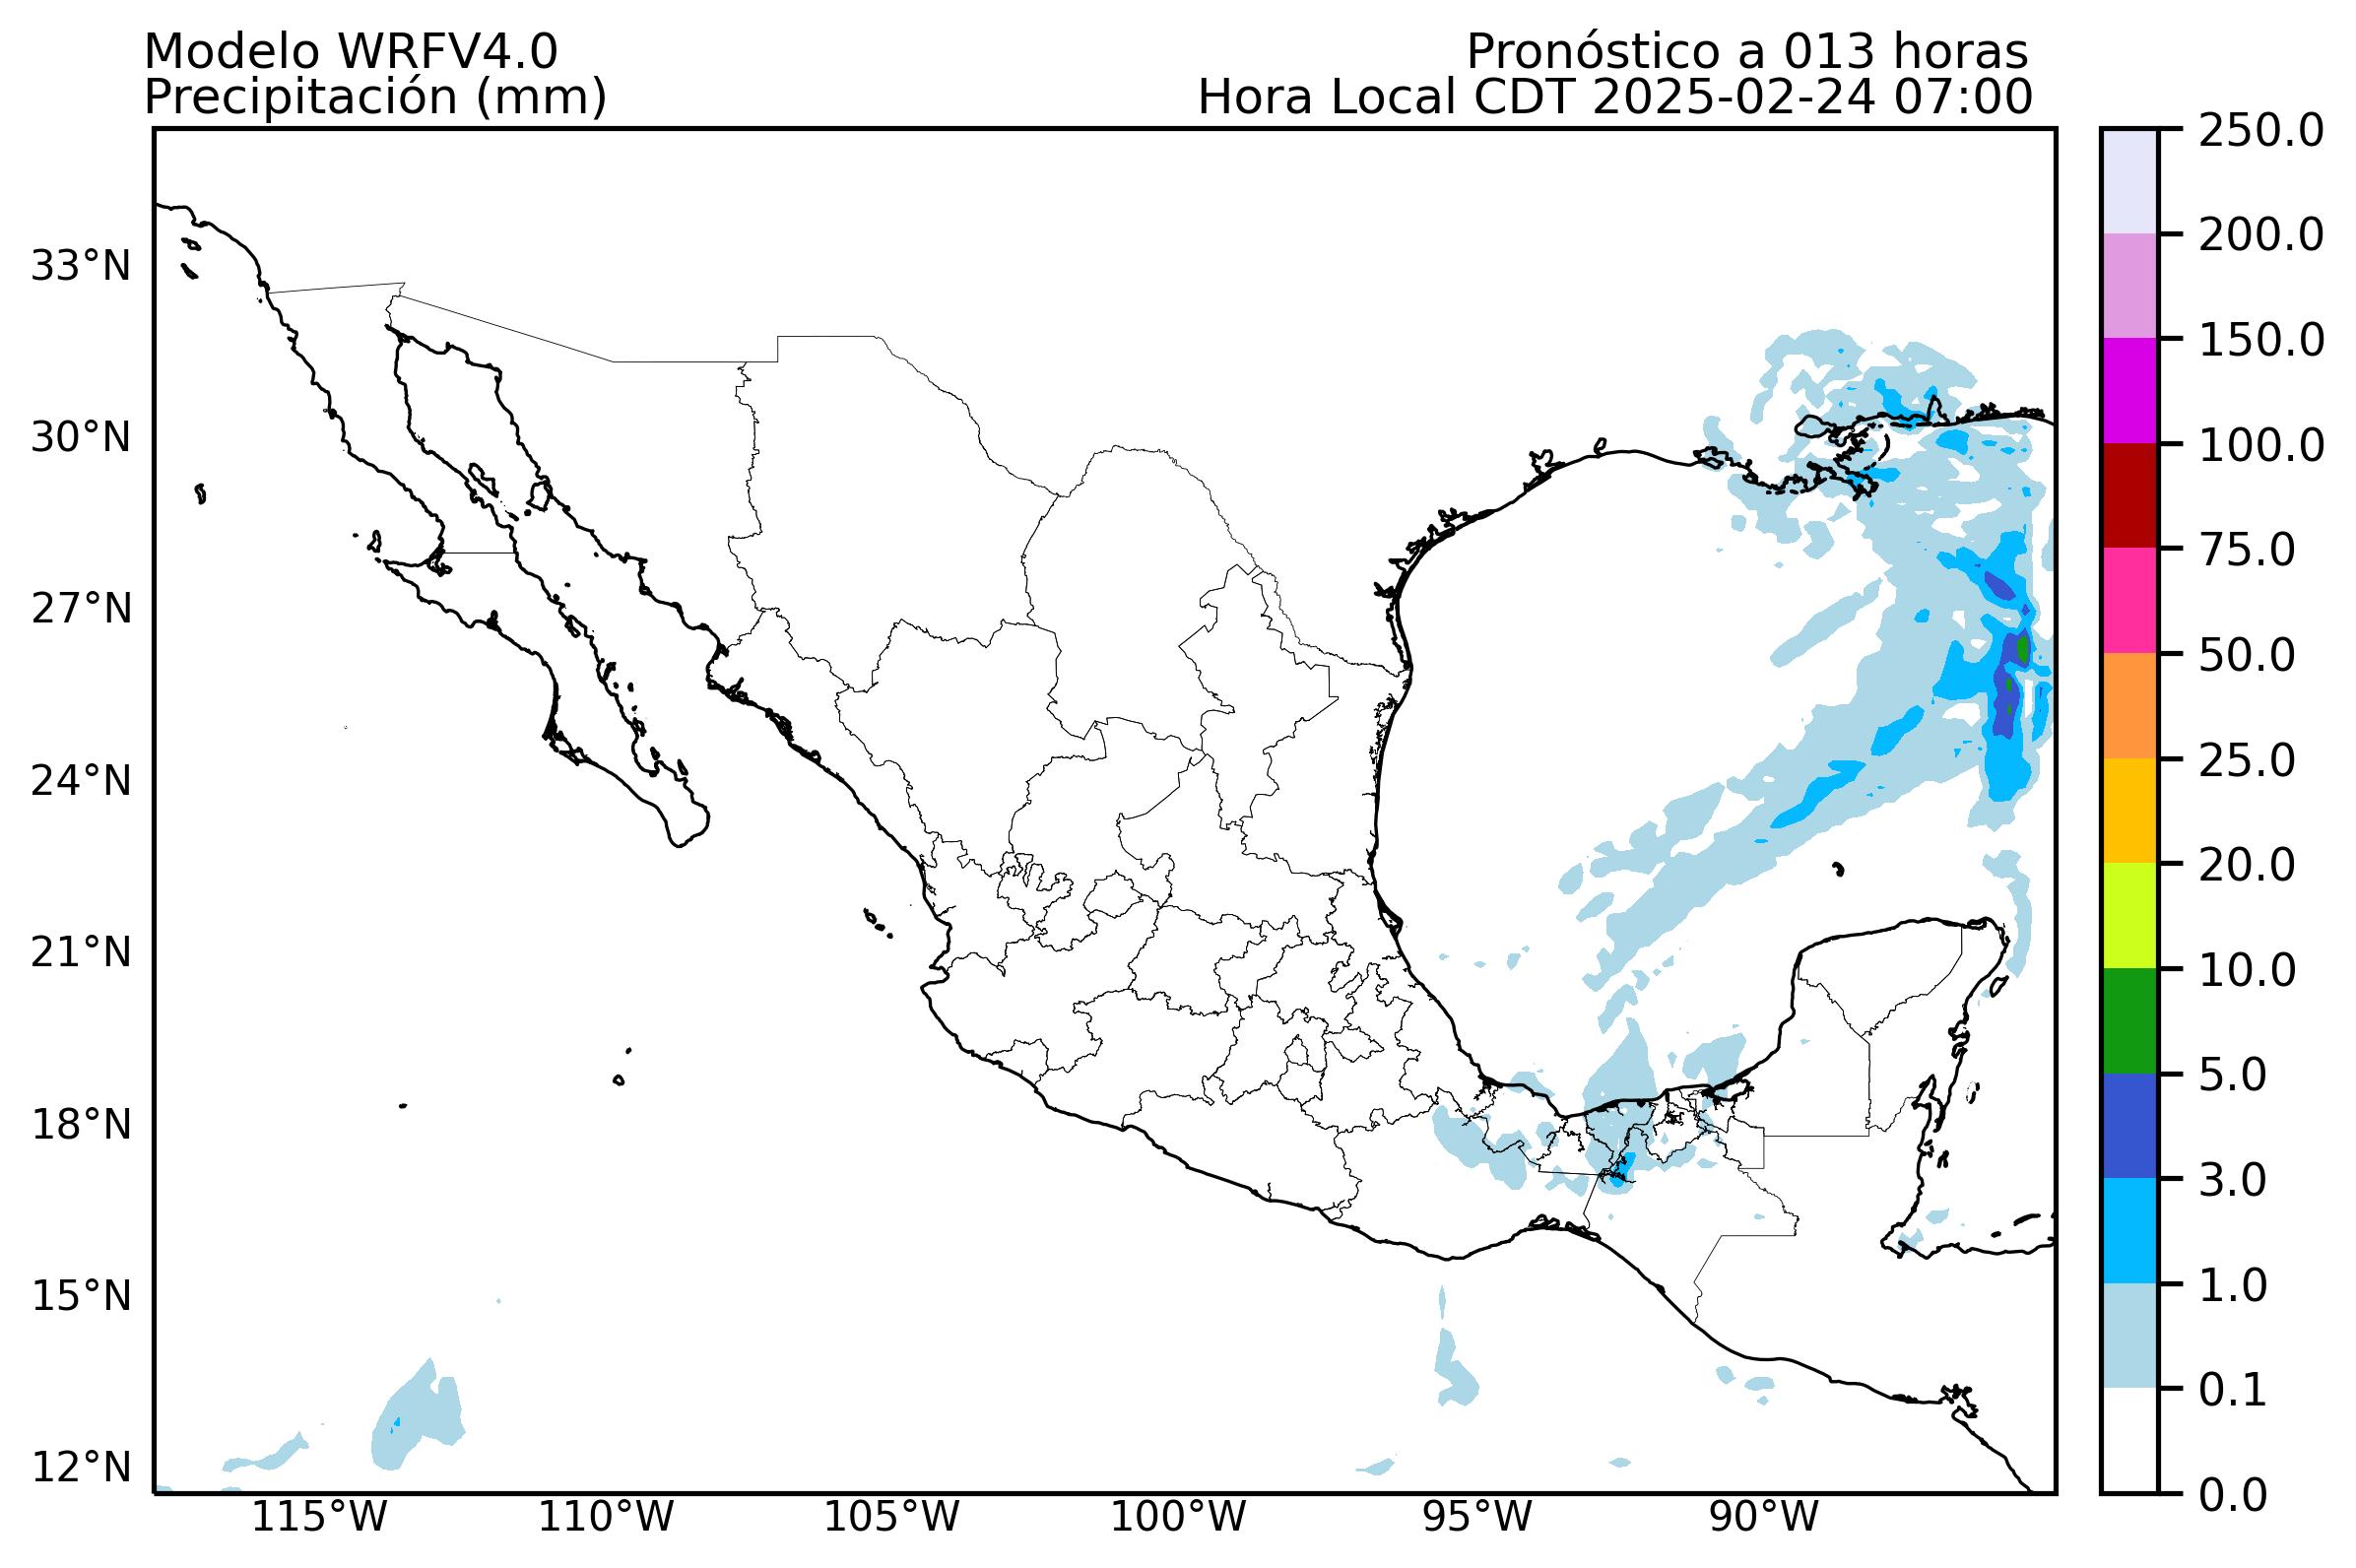 Modelo WRFV4.0
Precipitación (mm)
Pronóstico a 013 horas
Hora Local CDT 2025-02-24 07:00
33°N
30°N
27°N
24°N
21°N
18°N
15°N
12°N
115°W
110°W
105°W
100°W
95°W
90°W
250.0
200.0
150.0
100.0
75.0
50.0
25.0
20.0
10.0
5.0
3.0
1.0
0.1
0.0